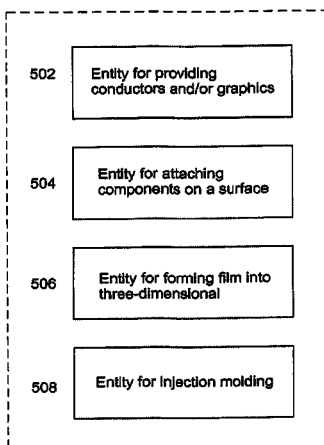 502
Entity for providing
conductors and/or graphics
504
Entity for attaching
components on a surface
506
Entity for forming film into
three-dimensional
508
Entity for injection molding